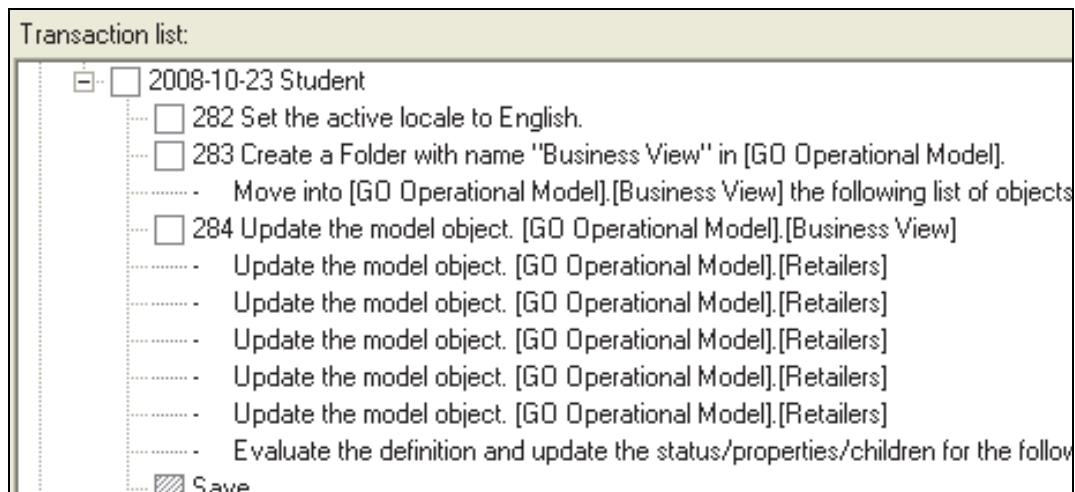 Transaction list:
2008-10-23 Student
282 Set the active locale to English.
283 Create a Folder with name "Business View" in [GO Operational Model].
- Move into [GO Operational Model].[Business View] the following list of objects
284 Update the model object. [GO Operational Model].[Business View]
- Update the model object. [GO Operational Model].[Retailers]
- Update the model object. [GO Operational Model].[Retailers]
- Update the model object. [GO Operational Model].[Retailers]
- Update the model object. [GO Operational Model].[Retailers]
- Update the model object. [GO Operational Model].[Retailers]
- Evaluate the definition and update the status/properties/children for the follow
Save